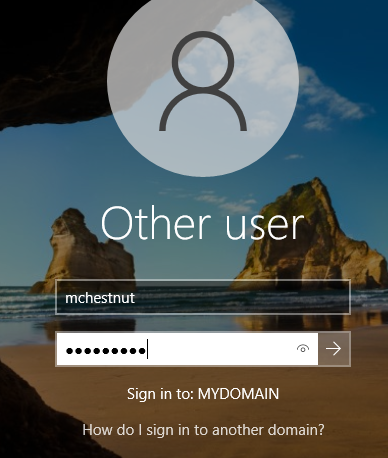 Other user
mchestnut
●●●●●●●●●
Sign in to: MYDOMAIN
How do I sign in to another domain?